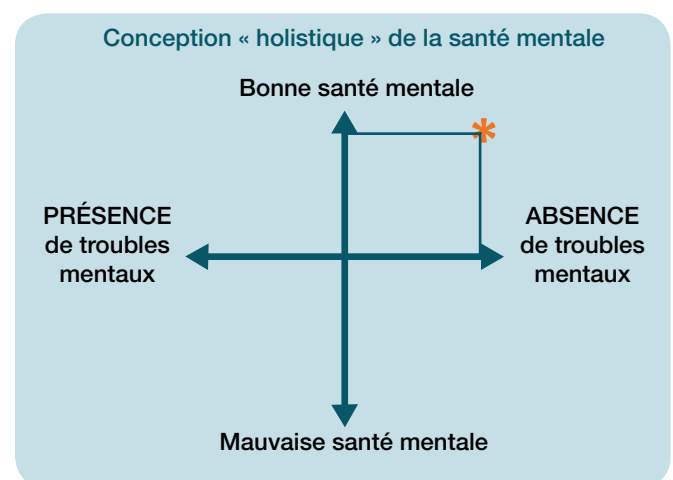 Conception « holistique » de la santé mentale
Bonne santé mentale
PRÉSENCE
de troubles
mentaux
ABSENCE
de troubles
mentaux
Mauvaise santé mentale